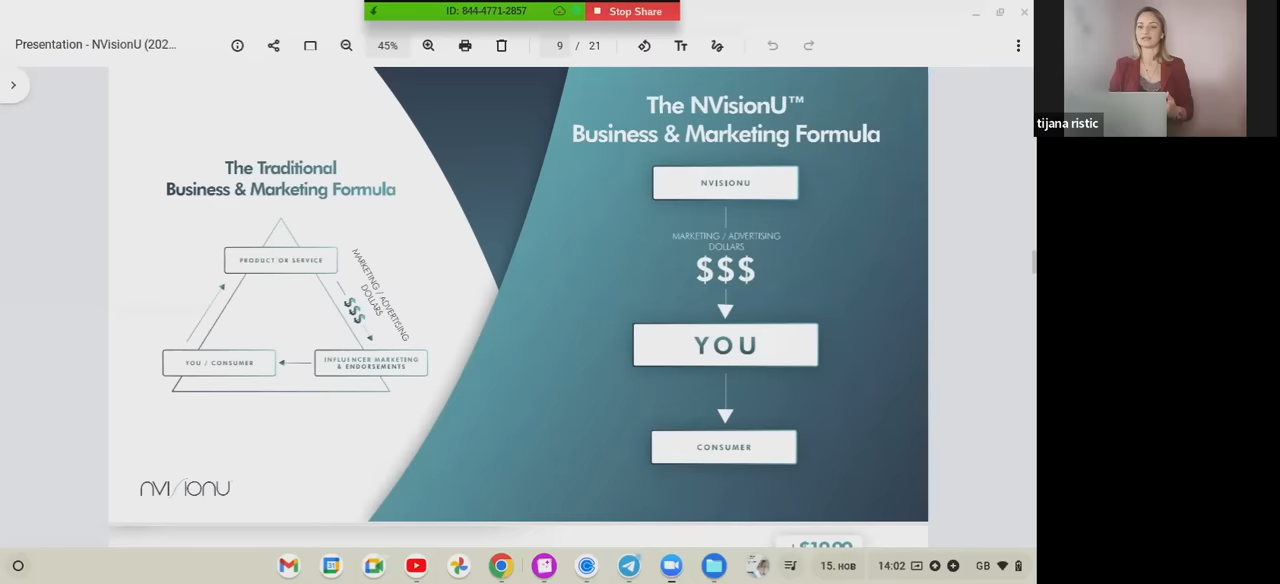 ID: 844-4771-2857
Stop Share
Presentation - NVisionU (202...
45%
9 / 21
tijana ristic
The Traditional
Business & Marketing Formula
PRODUCT OR SERVICE
MARKETING / ADVERTISING
DOLLARS
$$$
YOU / CONSUMER
INFLUENCER MARKETING
& ENDORSEMENTS
nvisionu
The NVisionU™
Business & Marketing Formula
NVISIONU
MARKETING / ADVERTISING
DOLLARS
$$$
YOU
CONSUMER
15. нов
14:02
GB